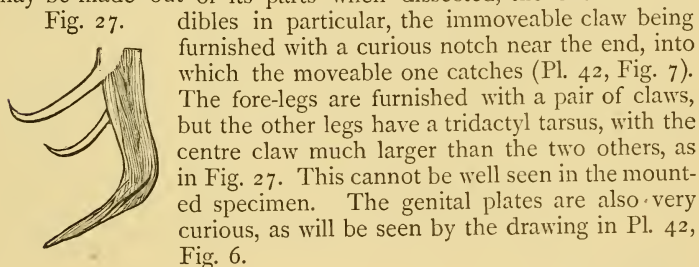 Fig. 27.
dibles in particular, the immoveable claw being
furnished with a curious notch near the end, into
which the moveable one catches (Pl. 42, Fig. 7).
The fore-legs are furnished with a pair of claws,
but the other legs have a tridactyl tarsus, with the
centre claw much larger than the two others, as
in Fig. 27. This cannot be well seen in the mount-
ed specimen. The genital plates are also very
curious, as will be seen by the drawing in Pl. 42,
Fig. 6.